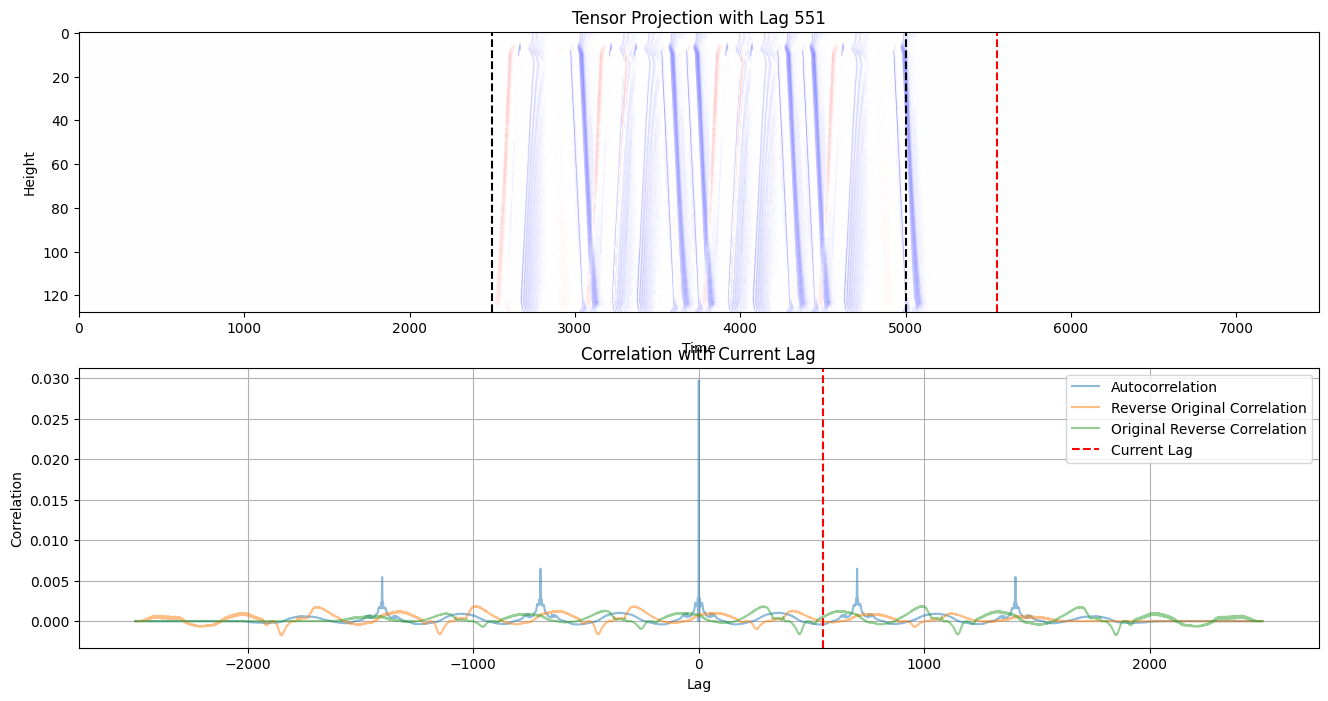 Tensor Projection with Lag 551
Height
0
20
40
60
80
100
120
0 1000 2000 3000 4000 5000 6000 7000
Time
Correlation with Current Lag
Correlation
0.030
0.025
0.020
0.015
0.010
0.005
0.000
Autocorrelation
Reverse Original Correlation
Original Reverse Correlation
Current Lag
−2000 −1000 0 1000 2000
Lag